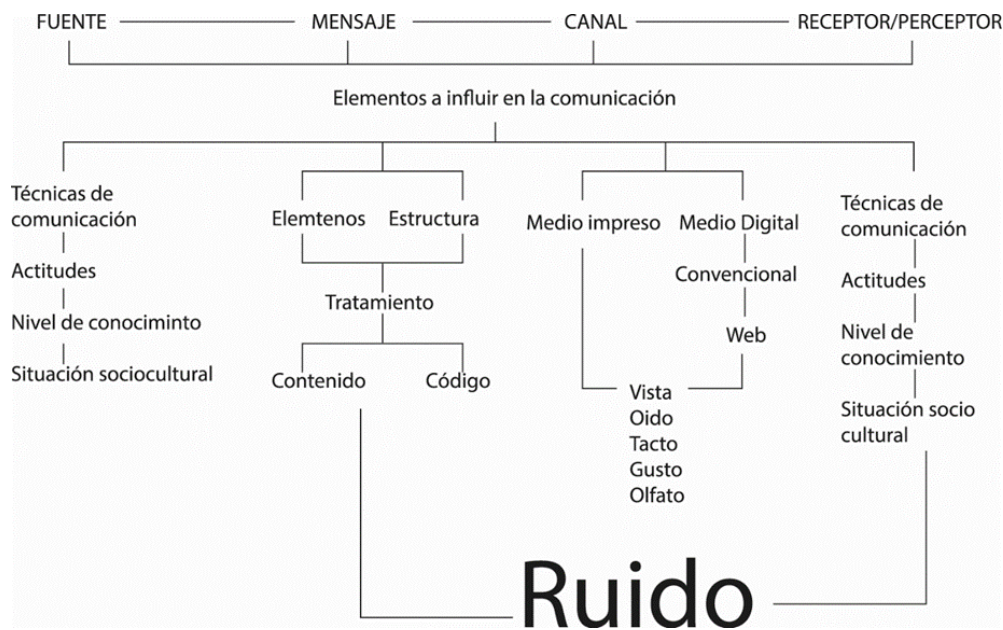 FUENTE MENSAJE CANAL RECEPTOR/PERCEPTOR
Elementos a influir en la comunicación
Técnicas de
comunicación
Actitudes
Nivel de conociminto
Situación sociocultural
Elemtenos Estructura
Tratamiento
Contenido Código
Medio impreso Medio Digital
Convencional
Web
Vista
Oido
Tacto
Gusto
Olfato
Técnicas de
comunicación
Actitudes
Nivel de
conocimiento
Situación socio
cultural
Ruido